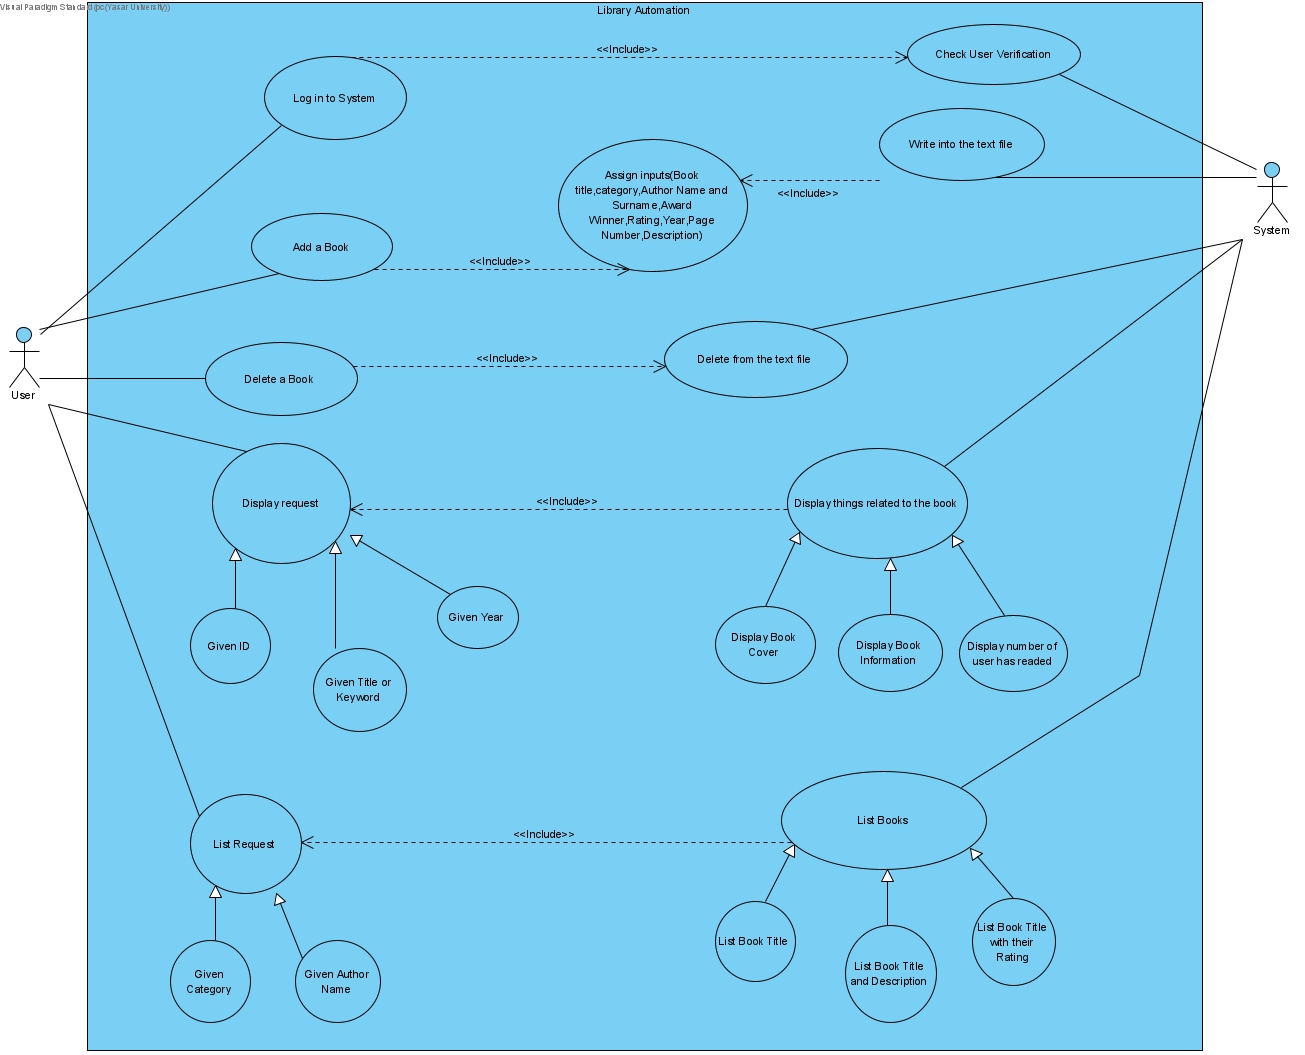 Visual Paradigm Standard(pc(Yasar University))
Library Automation
<<Include>>
Check User Verification
Log in to System
Write into the text file
Assign inputs(Book
title,category,Author Name and
Surname,Award
Winner,Rating,Year,Page
Number,Description)
<<Include>>
System
Add a Book
<<Include>>
<<Include>>
Delete from the text file
Delete a Book
User
<<Include>>
Display request
Display things related to the book
Given Year
Given ID
Given Title or
Keyword
Display Book
Cover
Display Book
Information
Display number of
user has readed
<<Include>>
List Request
List Books
Given
Category
Given Author
Name
List Book Title
List Book Title
and Description
List Book Title
with their
Rating